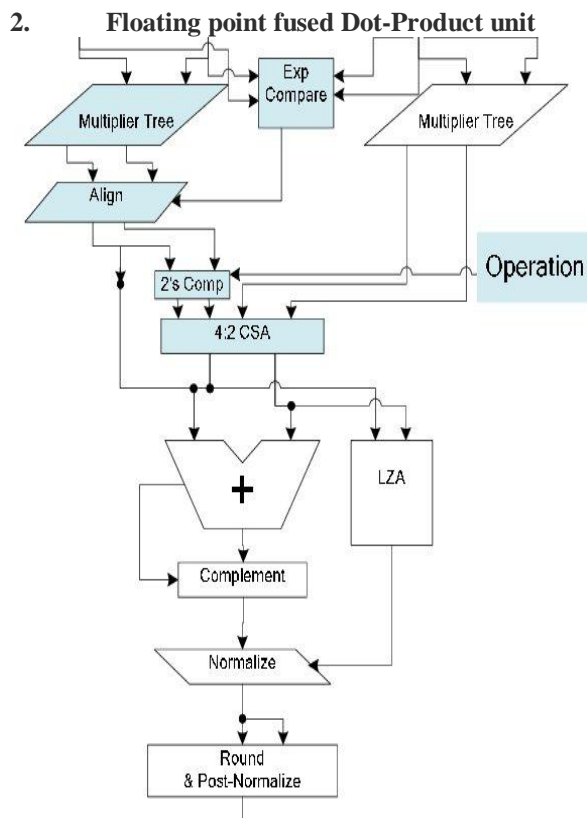 2. Floating point fused Dot-Product unit
Exp
Compare
Multiplier Tree
Multiplier Tree
Align
Operation
2's Comp
4:2 CSA
+
LZA
Complement
Normalize
Round
& Post-Normalize